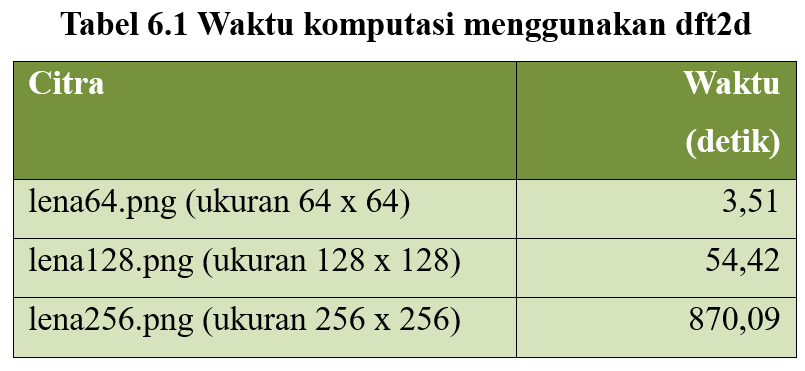 Tabel 6.1 Waktu komputasi menggunakan dft2d
Citra Waktu
(detik)
lena64.png (ukuran 64 x 64) 3,51
lena128.png (ukuran 128 x 128) 54,42
lena256.png (ukuran 256 x 256) 870,09